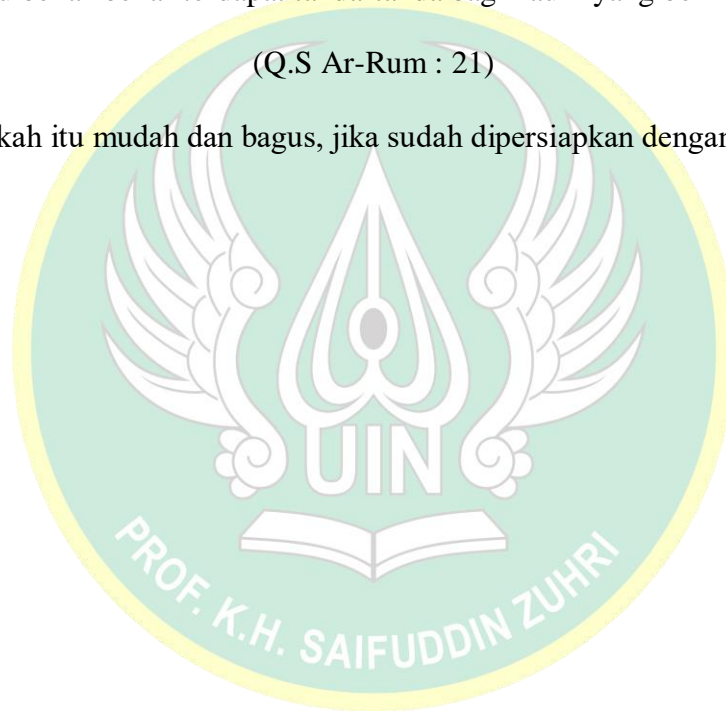 (Q.S Ar-Rum : 21)
kah itu mudah dan bagus, jika sudah dipersiapkan dengan
UIN
PROF. K.H. SAIFUDDIN ZUHRI